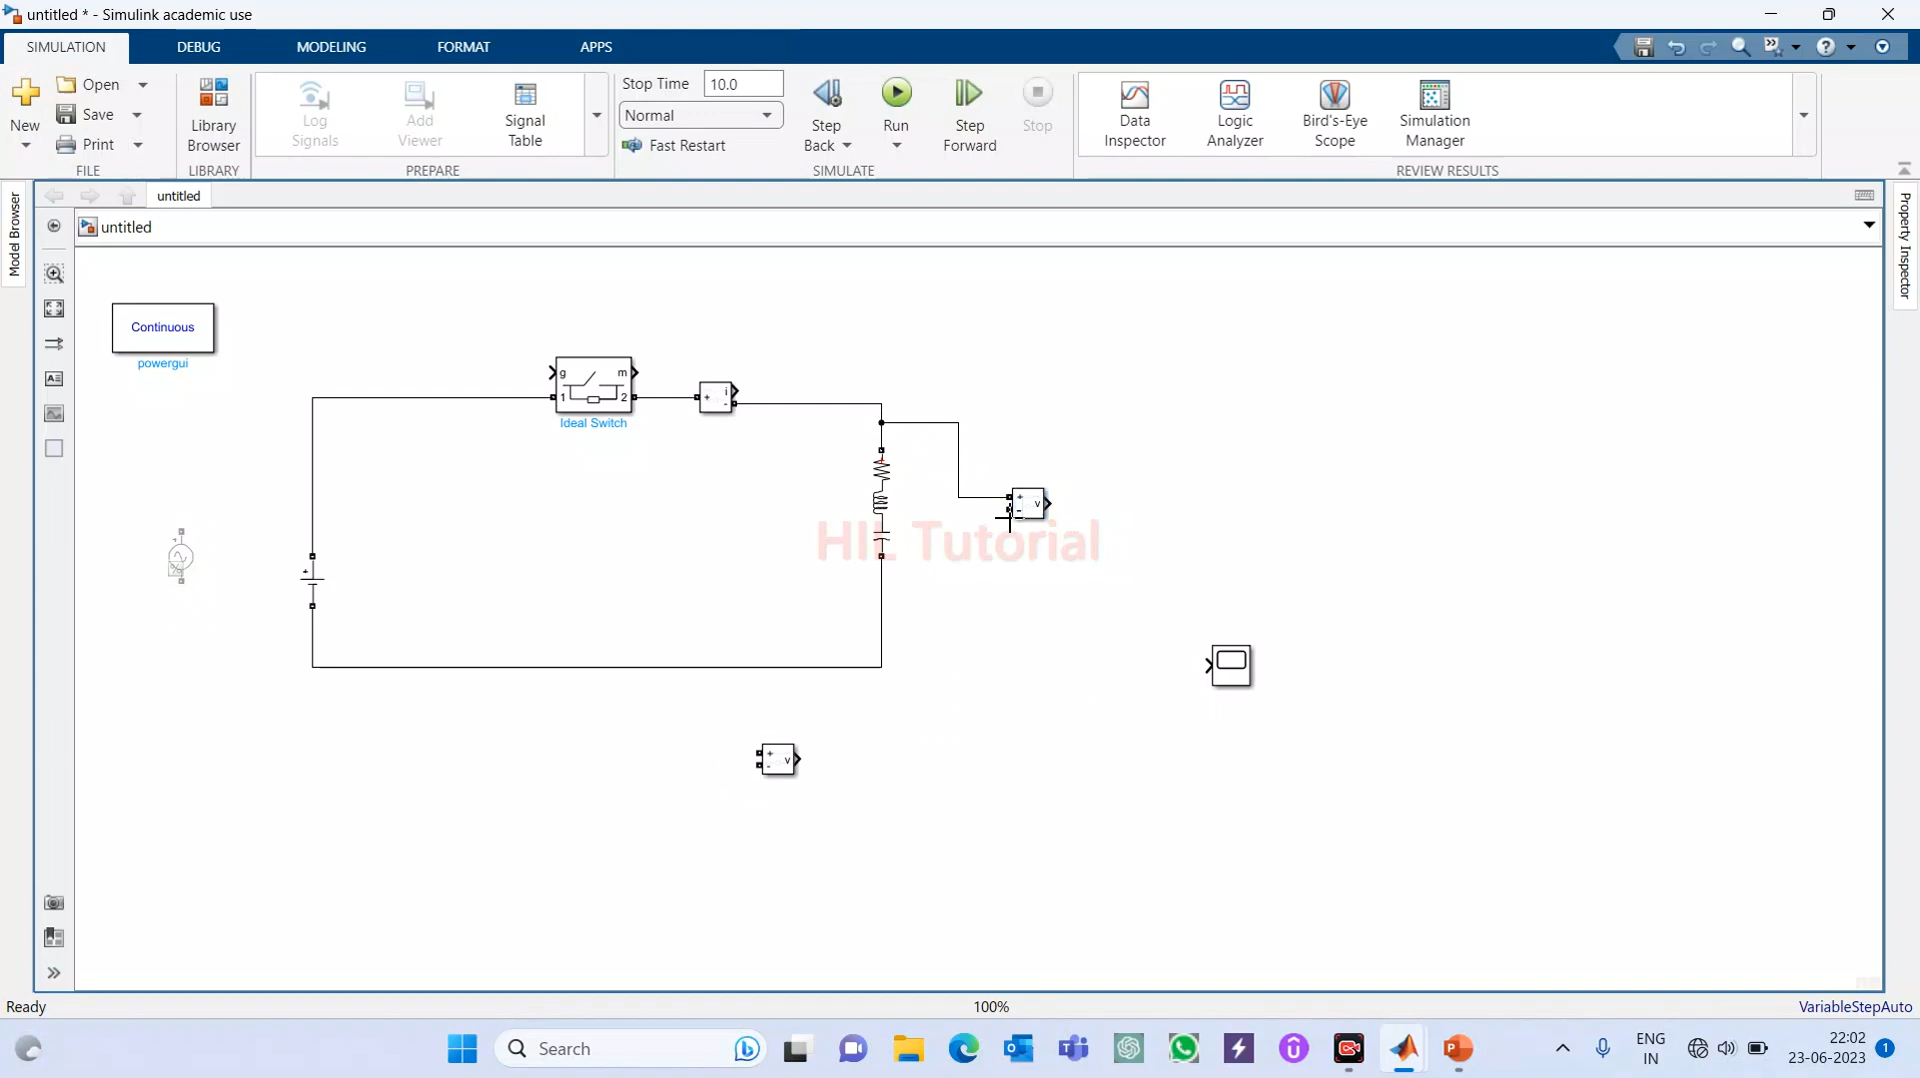 untitled * - Simulink academic use
SIMULATION
DEBUG
MODELING
FORMAT
APPS
New
Open
Save
Print
FILE
Library
Browser
LIBRARY
Log
Signals
Add
Viewer
Signal
Table
PREPARE
Stop Time 10.0
Normal
Fast Restart
Step
Back
Run
Step
Forward
Stop
SIMULATE
Data
Inspector
Logic
Analyzer
Bird's-Eye
Scope
Simulation
Manager
REVIEW RESULTS
Model Browser
untitled
untitled
Property Inspector
Continuous
powergui
g m
1 2
Ideal Switch
+ i
-
+
+ v
-
HIL Tutorial
+
+ v
-
Ready
100%
VariableStepAuto
Search
ENG
IN
22:02
23-06-2023
1